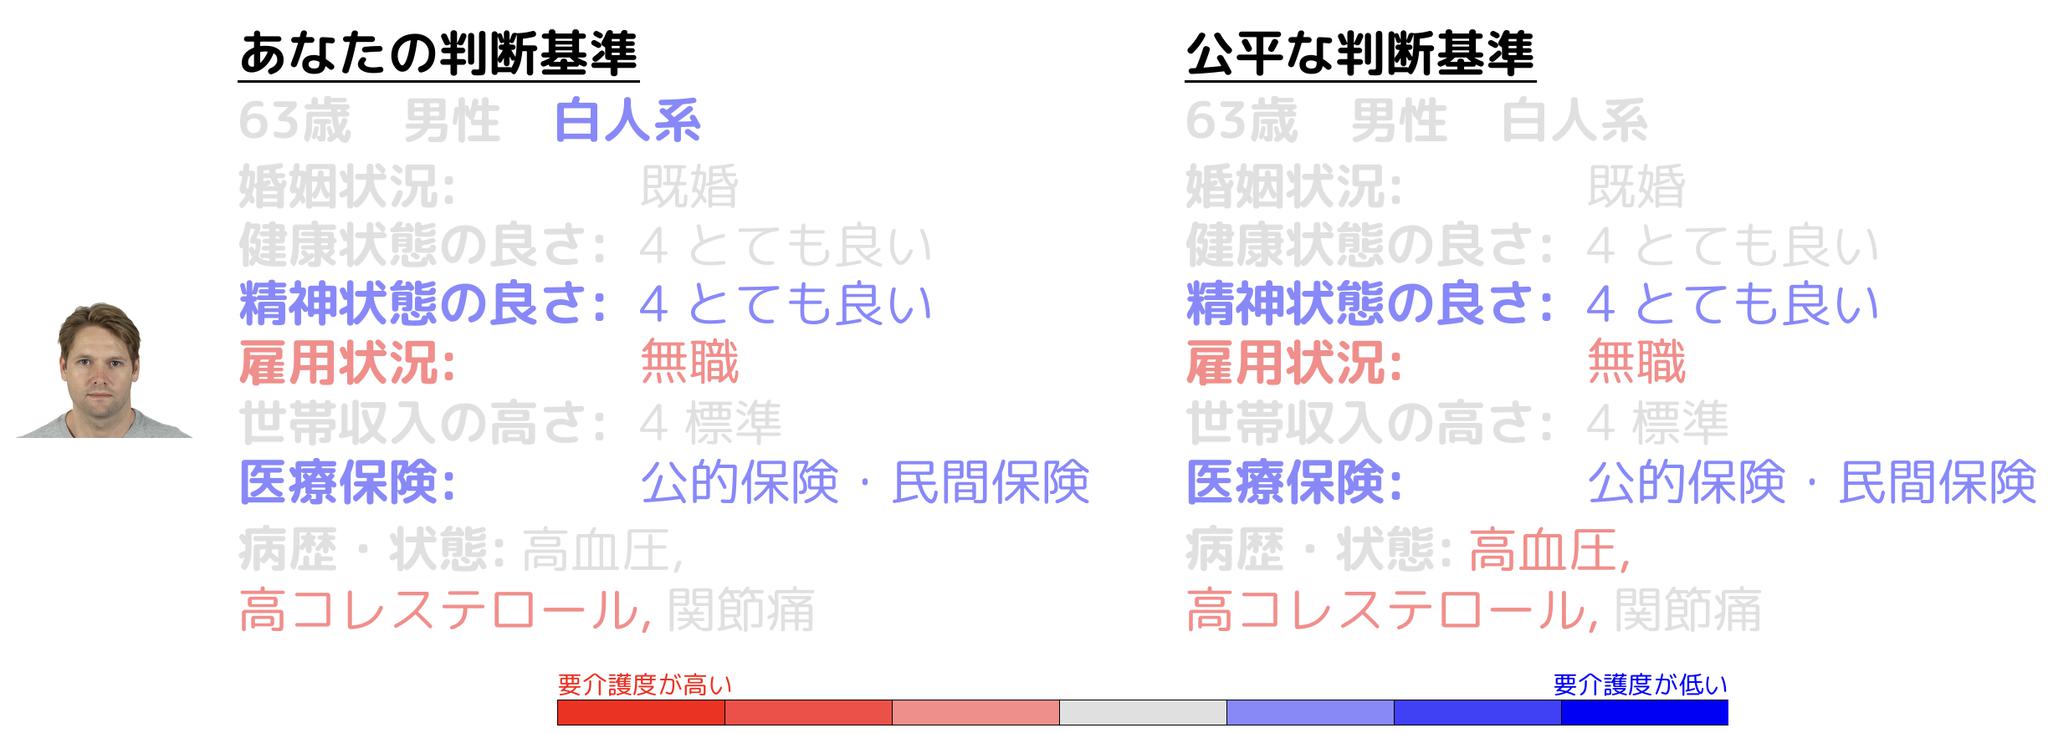 あなたの判断基準
63歳 男性 白人系
婚姻状況: 既婚
健康状態の良さ: 4 とても良い
精神状態の良さ: 4 とても良い
雇用状況: 無職
世帯収入の高さ: 4 標準
医療保険: 公的保険・民間保険
病歴・状態: 高血圧,
高コレステロール, 関節痛
公平な判断基準
63歳 男性 白人系
婚姻状況: 既婚
健康状態の良さ: 4 とても良い
精神状態の良さ: 4 とても良い
雇用状況: 無職
世帯収入の高さ: 4 標準
医療保険: 公的保険・民間保険
病歴・状態: 高血圧,
高コレステロール, 関節痛
要介護度が高い
要介護度が低い